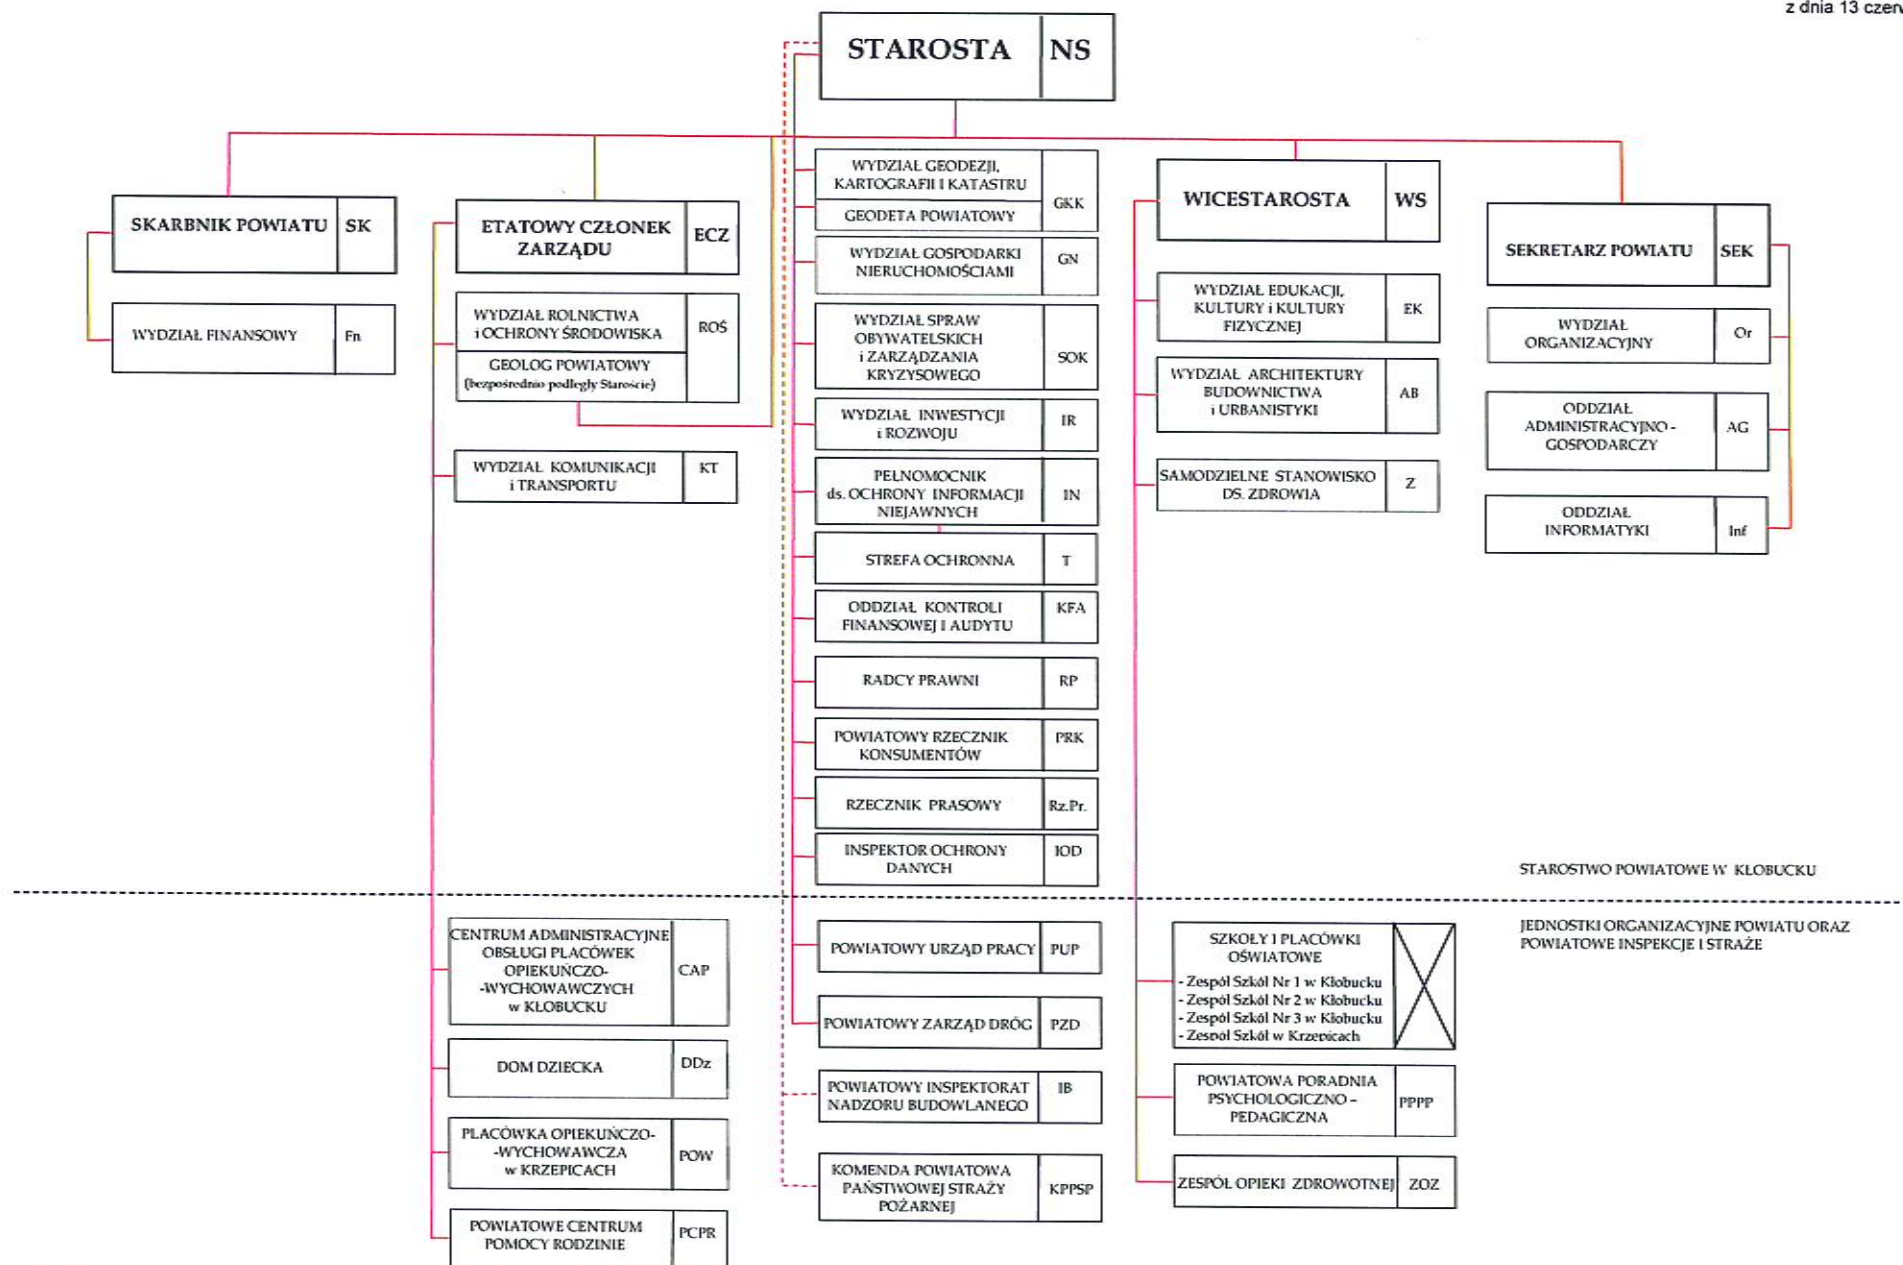 z dnia 13 czerw
STAROSTA NS
SKARBNIK POWIATU SK
WYDZIAŁ FINANSOWY Fn
ETATOWY CZŁONEK
ZARZĄDU
ECZ
WYDZIAŁ ROLNICTWA
i OCHRONY ŚRODOWISKA
ROŚ
GEOLOG POWIATOWY
(bezpośrednio podległy Staroście)
WYDZIAŁ KOMUNIKACJI
i TRANSPORTU
KT
WYDZIAŁ GEODEZJI,
KARTOGRAFII I KATASTRU
GKK
GEODETA POWIATOWY
WYDZIAŁ GOSPODARKI
NIERUCHOMOŚCIAMI
GN
WYDZIAŁ SPRAW
OBYWATELSKICH
i ZARZĄDZANIA
KRYZYSOWEGO
SOK
WYDZIAŁ INWESTYCJI
i ROZWOJU
IR
PEŁNOMOCNIK
ds. OCHRONY INFORMACJI
NIEJAWNYCH
IN
STREFA OCHRONNA T
ODDZIAŁ KONTROLI
FINANSOWEJ I AUDYTU
KFA
RADCY PRAWNI RP
POWIATOWY RZECZNIK
KONSUMENTÓW
PRK
RZECZNIK PRASOWY Rz.Pr.
INSPEKTOR OCHRONY
DANYCH
IOD
WICESTAROSTA WS
WYDZIAŁ EDUKACJI,
KULTURY i KULTURY
FIZYCZNEJ
EK
WYDZIAŁ ARCHITEKTURY
BUDOWNICTWA
i URBANISTYKI
AB
SAMODZIELNE STANOWISKO
DS. ZDROWIA
Z
SEKRETARZ POWIATU SEK
WYDZIAŁ
ORGANIZACYJNY
Or
ODDZIAŁ
ADMINISTRACYJNO -
GOSPODARCZY
AG
ODDZIAŁ
INFORMATYKI
Inf
STAROSTWO POWIATOWE W KŁOBUCKU
JEDNOSTKI ORGANIZACYJNE POWIATU ORAZ
POWIATOWE INSPEKCJE I STRAŻE
CENTRUM ADMINISTRACYJNE
OBSŁUGI PLACÓWEK
OPIEKUŃCZO-
-WYCHOWAWCZYCH
w KŁOBUCKU
CAP
DOM DZIECKA DDz
PLACÓWKA OPIEKUŃCZO-
-WYCHOWAWCZA
w KRZEPICACH
POW
POWIATOWE CENTRUM
POMOCY RODZINIE
PCPR
POWIATOWY URZĄD PRACY PUP
POWIATOWY ZARZĄD DRÓG PZD
POWIATOWY INSPEKTORAT
NADZORU BUDOWLANEGO
IB
KOMENDA POWIATOWA
PAŃSTWOWEJ STRAŻY
POŻARNEJ
KPPSP
SZKOŁY I PLACÓWKI
OŚWIATOWE
- Zespół Szkół Nr 1 w Kłobucku
- Zespół Szkół Nr 2 w Kłobucku
- Zespół Szkół Nr 3 w Kłobucku
- Zespół Szkół w Krzepicach
POWIATOWA PORADNIA
PSYCHOLOGICZNO -
PEDAGICZNA
PPPP
ZESPÓŁ OPIEKI ZDROWOTNEJ ZOZ